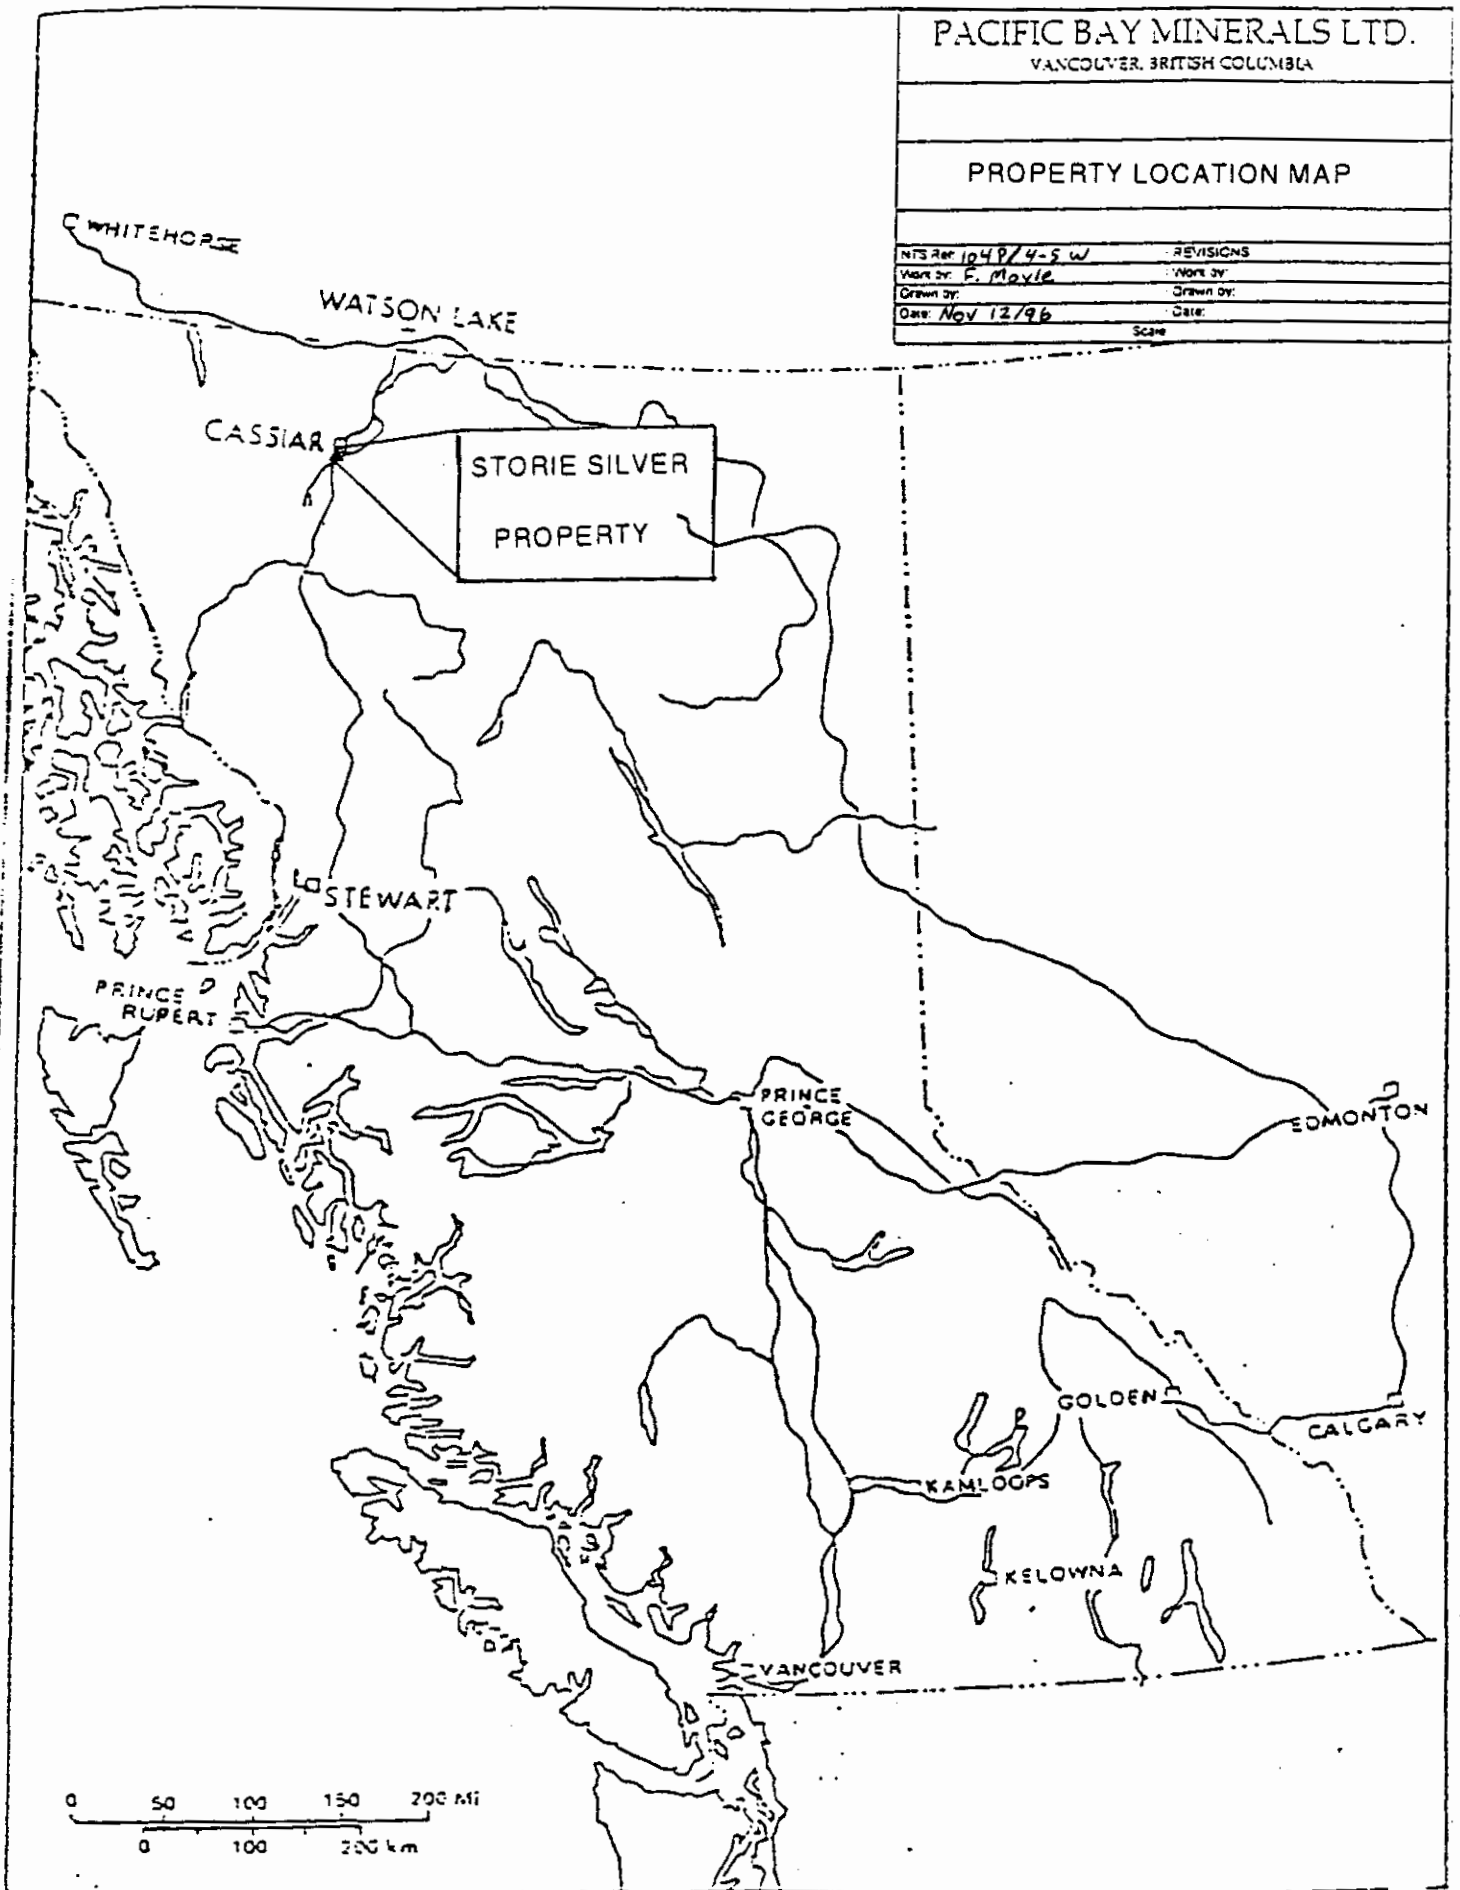 PACIFIC BAY MINERALS LTD.
VANCOUVER, BRITISH COLUMBIA
PROPERTY LOCATION MAP
NTS Ref: 104P/4-5 W REVISIONS
Work by: F. Moyle Work by:
Drawn by: Drawn by:
Date: Nov 12/96 Date:
Scale
WHITEHORSE
WATSON LAKE
CASSIAR
STORIE SILVER
PROPERTY
STEWART
PRINCE
RUPERT
PRINCE
GEORGE
EDMONTON
GOLDEN
CALGARY
KAMLOOPS
KELOWNA
VANCOUVER
0 50 100 150 200 Mi
0 100 200 km